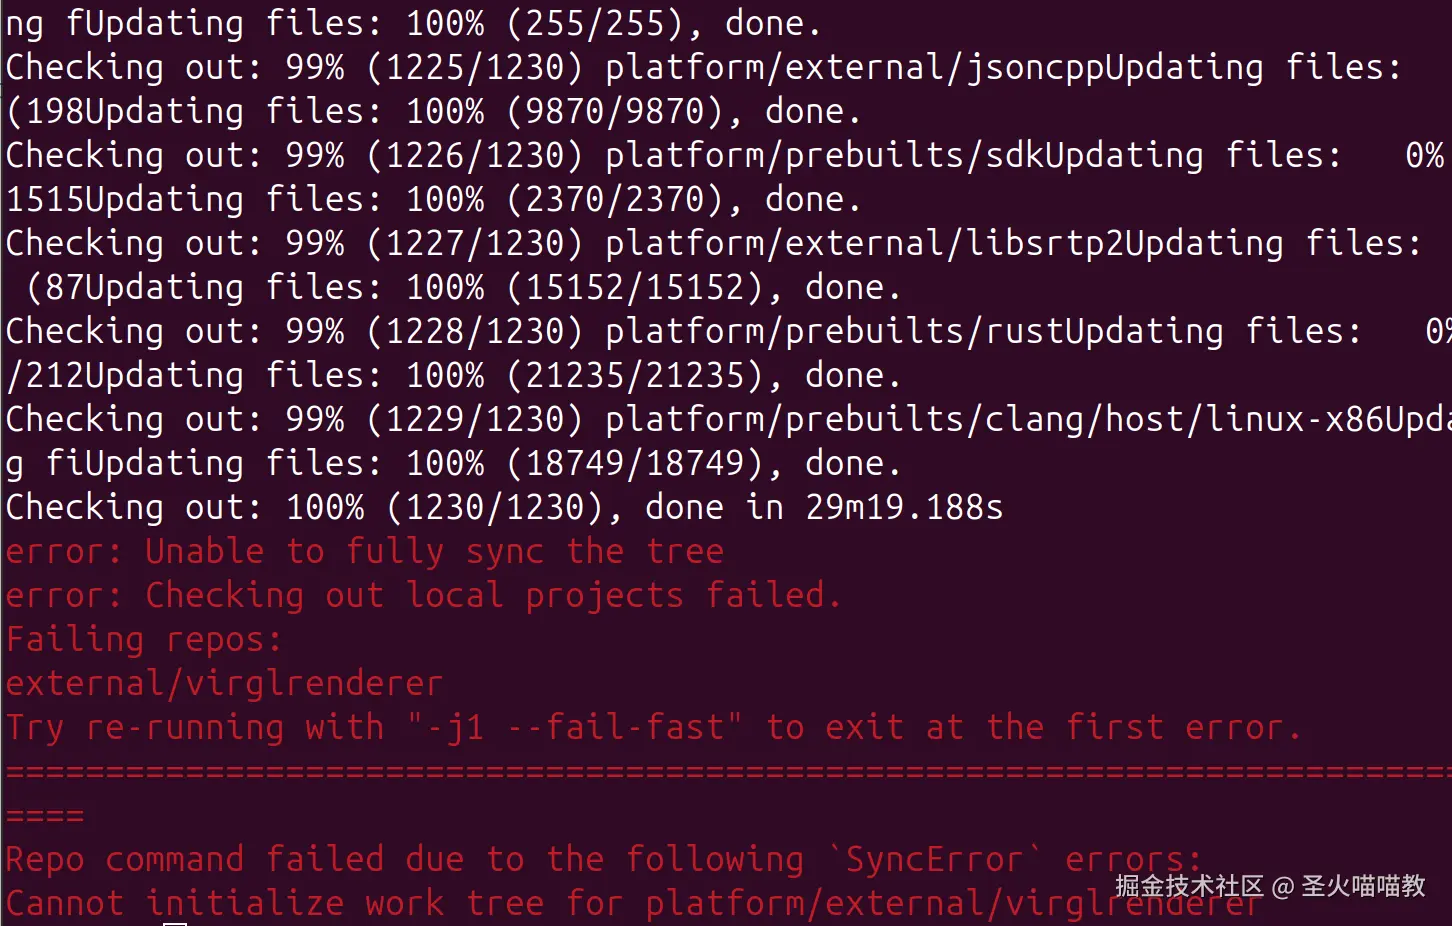 ng fUpdating files: 100% (255/255), done.
Checking out: 99% (1225/1230) platform/external/jsoncppUpdating files:
(198Updating files: 100% (9870/9870), done.
Checking out: 99% (1226/1230) platform/prebuilts/sdkUpdating files:   0%
1515Updating files: 100% (2370/2370), done.
Checking out: 99% (1227/1230) platform/external/libsrtp2Updating files:
 (87Updating files: 100% (15152/15152), done.
Checking out: 99% (1228/1230) platform/prebuilts/rustUpdating files:   0%
/212Updating files: 100% (21235/21235), done.
Checking out: 99% (1229/1230) platform/prebuilts/clang/host/linux-x86Upda
g fiUpdating files: 100% (18749/18749), done.
Checking out: 100% (1230/1230), done in 29m19.188s
error: Unable to fully sync the tree
error: Checking out local projects failed.
Failing repos:
external/virglrenderer
Try re-running with "-j1 --fail-fast" to exit at the first error.
=========================================================================
====
Repo command failed due to the following `SyncError` errors:
Cannot initialize work tree for platform/external/virglrenderer
掘金技术社区 @ 圣火喵喵教